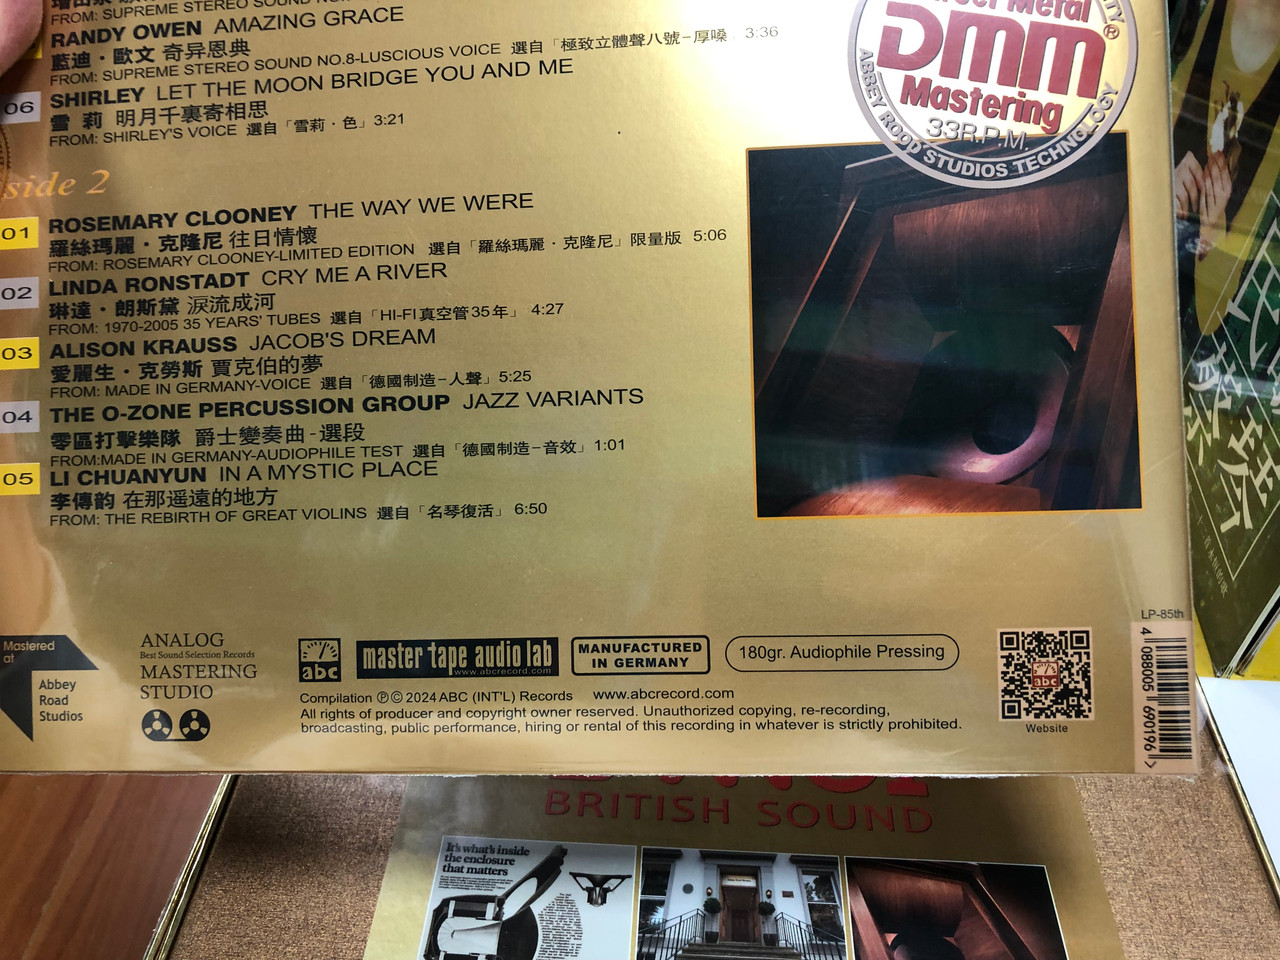 FROM: SUPREME STEREO SOUND
RANDY OWEN AMAZING GRACE
藍迪・歐文 奇异恩典
FROM: SUPREME STEREO SOUND NO.8-LUSCIOUS VOICE 選自「極致立體聲八號-厚嗓」 3:36
06 SHIRLEY LET THE MOON BRIDGE YOU AND ME
雪 莉 明月千裏寄相思
FROM: SHIRLEY'S VOICE 選自「雪莉・色」3:21
side 2
01 ROSEMARY CLOONEY THE WAY WE WERE
羅絲瑪麗・克隆尼 往日情懷
FROM: ROSEMARY CLOONEY-LIMITED EDITION 選自「羅絲瑪麗・克隆尼」限量版 5:06
02 LINDA RONSTADT CRY ME A RIVER
琳達・朗斯黛 淚流成河
FROM: 1970-2005 35 YEARS' TUBES 選自「HI-FI真空管35年」 4:27
03 ALISON KRAUSS JACOB'S DREAM
愛麗生・克勞斯 賈克伯的夢
FROM: MADE IN GERMANY-VOICE 選自「德國制造-人聲」5:25
04 THE O-ZONE PERCUSSION GROUP JAZZ VARIANTS
零區打擊樂隊 爵士變奏曲-選段
FROM:MADE IN GERMANY-AUDIOPHILE TEST 選自「德國制造-音效」1:01
05 LI CHUANYUN IN A MYSTIC PLACE
李傳韵 在那遥遠的地方
FROM: THE REBIRTH OF GREAT VIOLINS 選自「名琴復活」 6:50
Metal
DMM®
Mastering
33R.P.M.
ABBEY ROOD STUDIOS TECHNOLOGY
Mastered
at
Abbey
Road
Studios
ANALOG
Best Sound Selection Records
MASTERING
STUDIO
abc
master tape audio lab
www.abcrecord.com
MANUFACTURED
IN GERMANY
180gr. Audiophile Pressing
Compilation ℗© 2024 ABC (INT'L) Records www.abcrecord.com
All rights of producer and copyright owner reserved. Unauthorized copying, re-recording,
broadcasting, public performance, hiring or rental of this recording in whatever is strictly prohibited.
abc
Website
LP-85th
4 088005 690196 >
BRITISH SOUND
It's what's inside
the enclosure
that matters